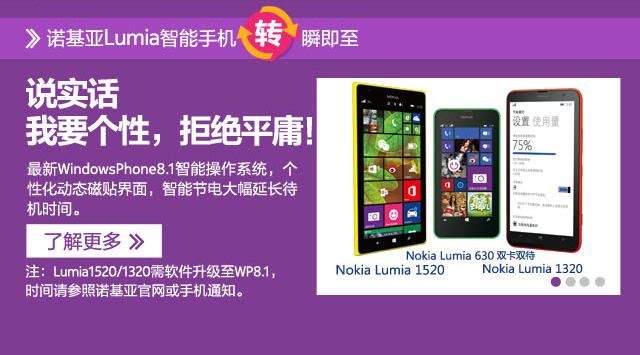 诺基亚Lumia智能手机 转 瞬即至
说实话
我要个性，拒绝平庸！
最新WindowsPhone8.1智能操作系统，个
性化动态磁贴界面，智能节电大幅延长待
机时间。
了解更多
注：Lumia1520/1320需软件升级至WP8.1，
时间请参照诺基亚官网或手机通知。
NOKIA
设置 使用量
75%
Nokia Lumia 630 双卡双待
Nokia Lumia 1520
Nokia Lumia 1320